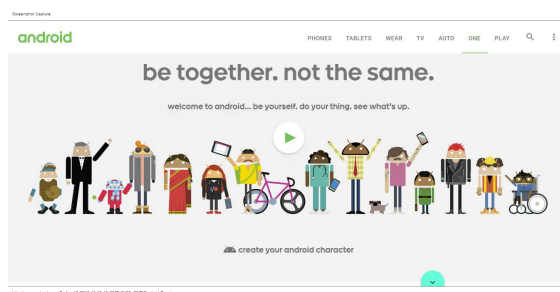 Screenshot Capture
android
PHONES TABLETS WEAR TV AUTO ONE PLAY
be together. not the same.
welcome to android... be yourself. do your thing. see what's up.
create your android character